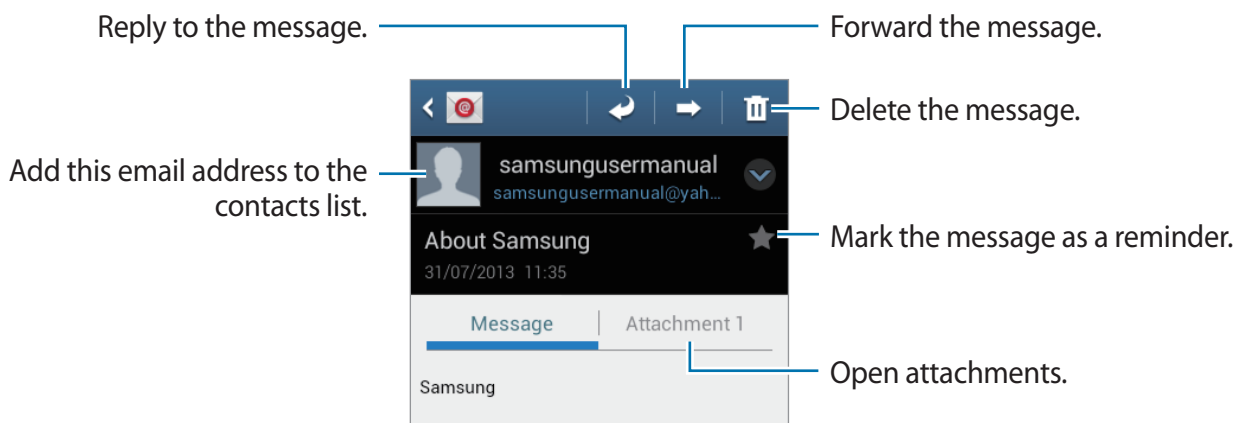 Reply to the message.
Forward the message.
@
Delete the message.
Add this email address to the
contacts list.
samsungusermanual
samsungusermanual@yah...
About Samsung
31/07/2013 11:35
Mark the message as a reminder.
Message
Attachment 1
Open attachments.
Samsung